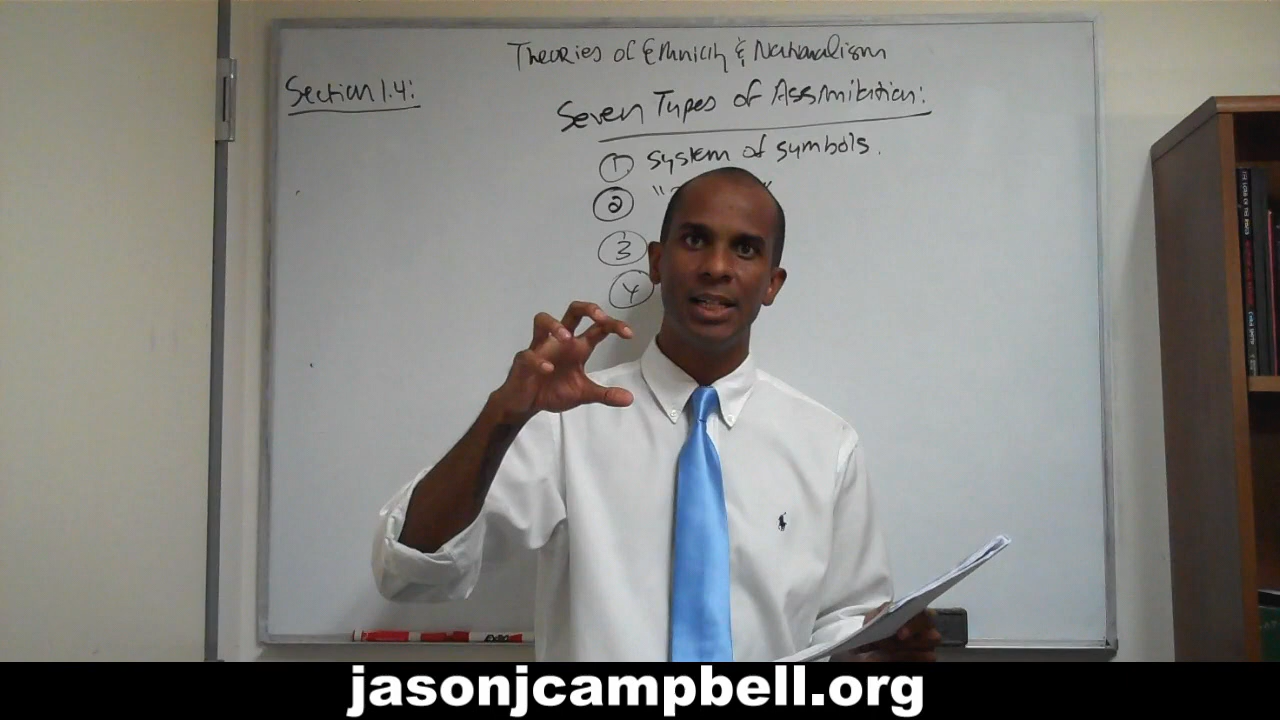 Theories of Ethnicity & Nationalism
Section 1.4:
Seven Types of Assimilation:
① system of symbols.
②
③
④
jasonjcampbell.org